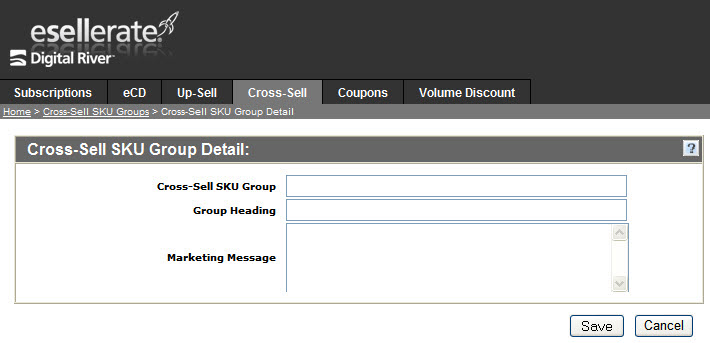 esellerate
Digital River
Subscriptions eCD Up-Sell Cross-Sell Coupons Volume Discount
Home > Cross-Sell SKU Groups > Cross-Sell SKU Group Detail
Cross-Sell SKU Group Detail: ?
Cross-Sell SKU Group
Group Heading
Marketing Message
Save Cancel